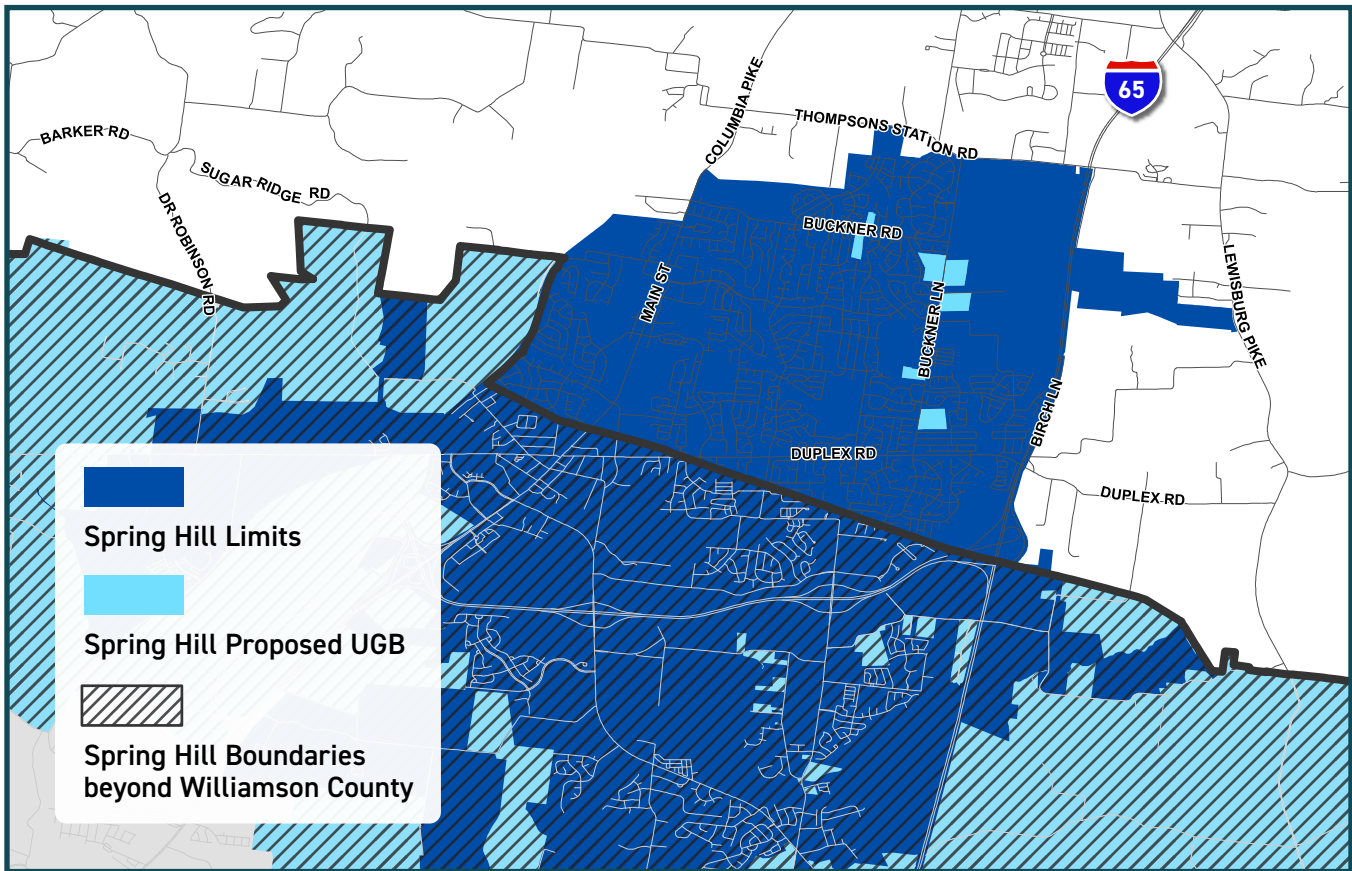 65
COLUMBIA PIKE
THOMPSONS STATION RD
BARKER RD
SUGAR RIDGE RD
DR ROBINSON RD
BUCKNER RD
MAIN ST
BUCKNER LN
LEWISBURG PIKE
BIRCH LN
DUPLEX RD
DUPLEX RD
Spring Hill Limits
Spring Hill Proposed UGB
Spring Hill Boundaries
beyond Williamson County